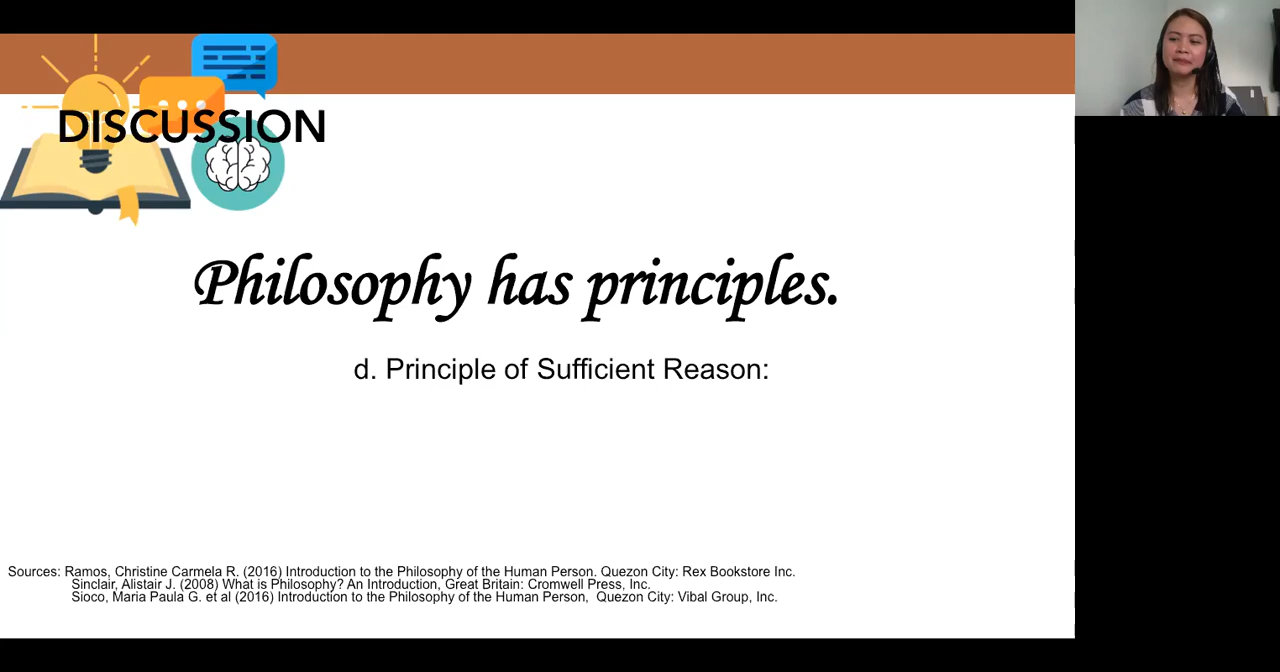 DISCUSSION
Philosophy has principles.
d. Principle of Sufficient Reason:
Sources: Ramos, Christine Carmela R. (2016) Introduction to the Philosophy of the Human Person. Quezon City: Rex Bookstore Inc.
Sinclair, Alistair J. (2008) What is Philosophy? An Introduction, Great Britain: Cromwell Press, Inc.
Sioco, Maria Paula G. et al (2016) Introduction to the Philosophy of the Human Person, Quezon City: Vibal Group, Inc.